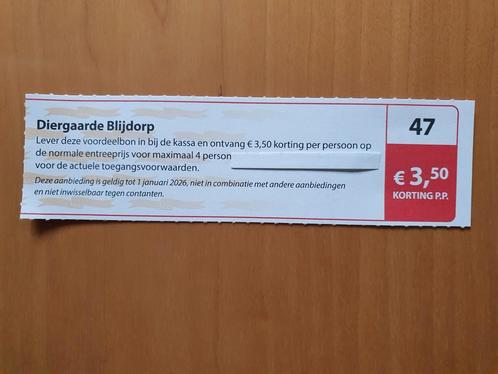 Diergaarde Blijdorp
Lever deze voordeelbon in bij de kassa en ontvang € 3,50 korting per persoon op
de normale entreeprijs voor maximaal 4 person
voor de actuele toegangsvoorwaarden.
Deze aanbieding is geldig tot 1 januari 2026, niet in combinatie met andere aanbiedingen
en niet inwisselbaar tegen contanten.
47
€ 3,50
KORTING P.P.